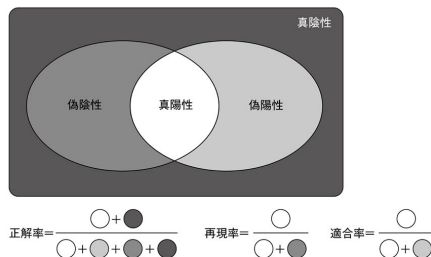 真陰性
偽陰性 真陽性 偽陽性
正解率= + / + + + 再現率= / + 適合率= / +